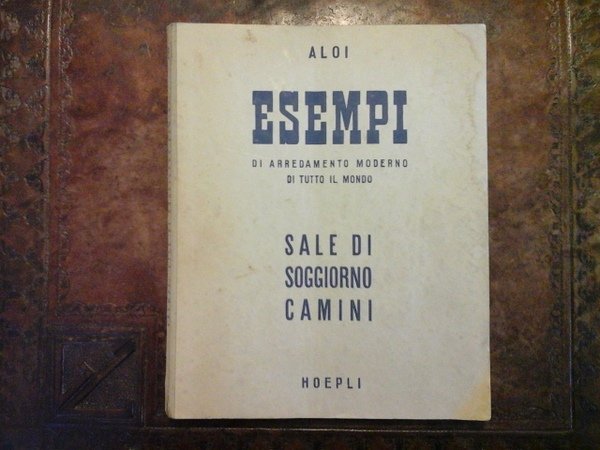 ALOI
ESEMPI
DI ARREDAMENTO MODERNO
DI TUTTO IL MONDO
SALE DI
SOGGIORNO
CAMINI
HOEPLI